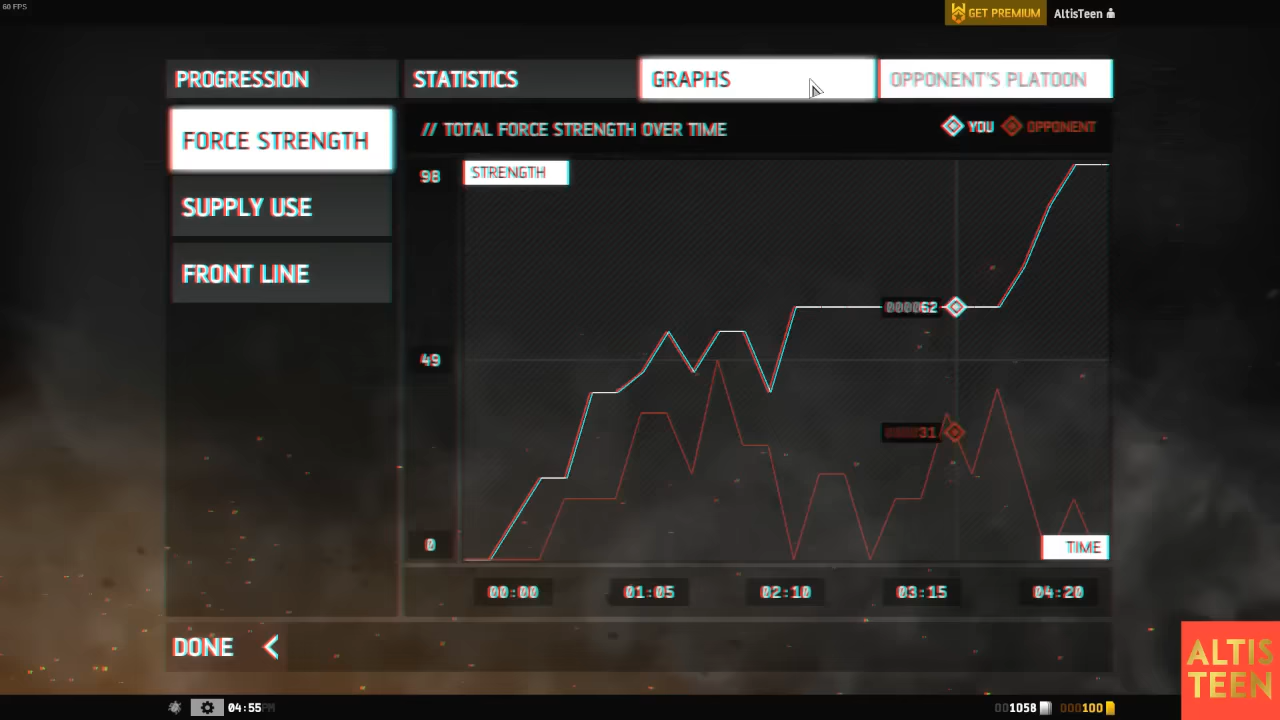 60 FPS
GET PREMIUM AltisTeen
PROGRESSION STATISTICS GRAPHS OPPONENT'S PLATOON
FORCE STRENGTH
SUPPLY USE
FRONT LINE
// TOTAL FORCE STRENGTH OVER TIME YOU OPPONENT
98 STRENGTH
000062
49
000031
0 TIME
00:00 01:05 02:10 03:15 04:20
DONE
04:55PM 001058 000100
ALTIS
TEEN